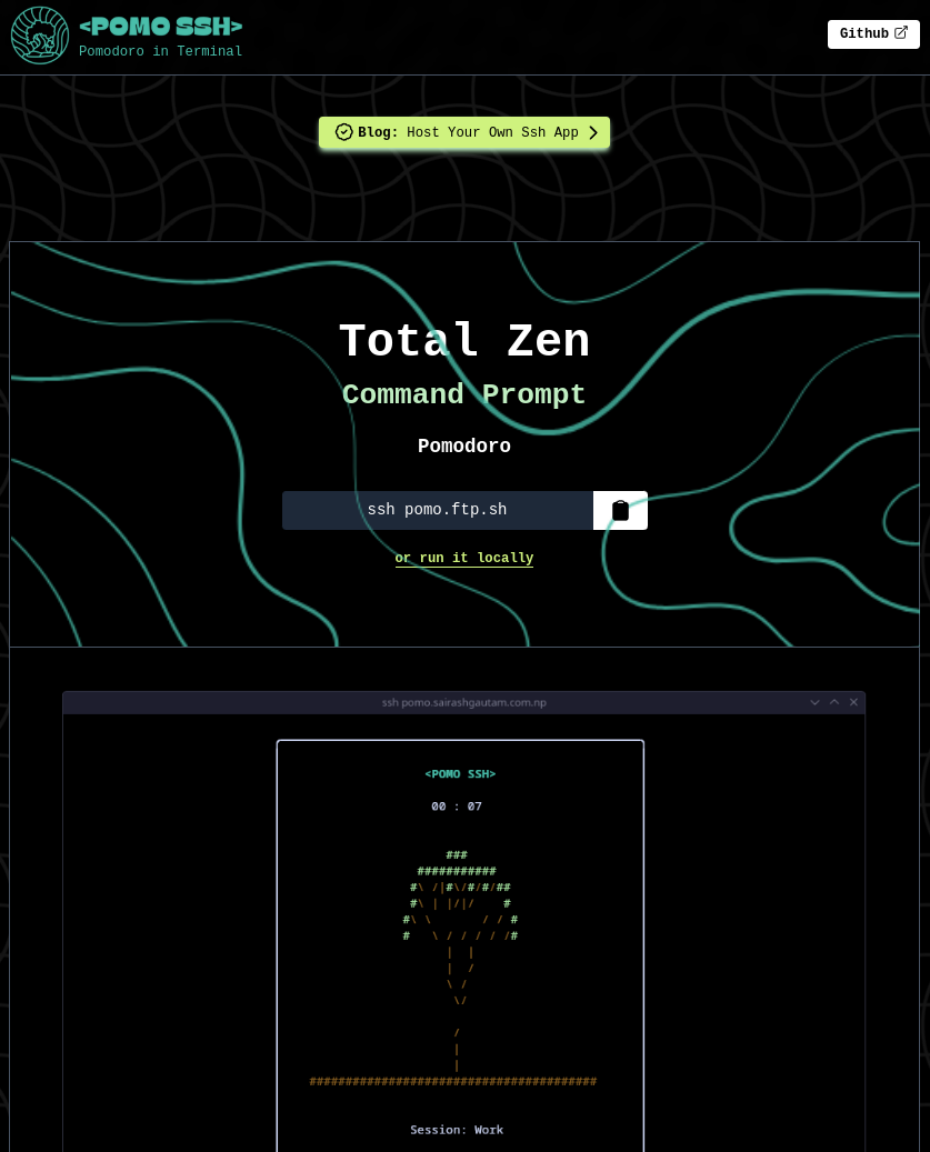 <POMO SSH>
Pomodoro in Terminal
Github
Blog: Host Your Own Ssh App
Total Zen
Command Prompt
Pomodoro
ssh pomo.ftp.sh
or run it locally
ssh pomo.sairashgautam.com.np
<POMO SSH>
00 : 07
###
###########
#\ /|#\/#/#/##
#\ | |/|/    #
#\ \       / / #
#   \ / / / / /#
|  |
|  /
\ /
\/
/
|
|
########################################
Session: Work